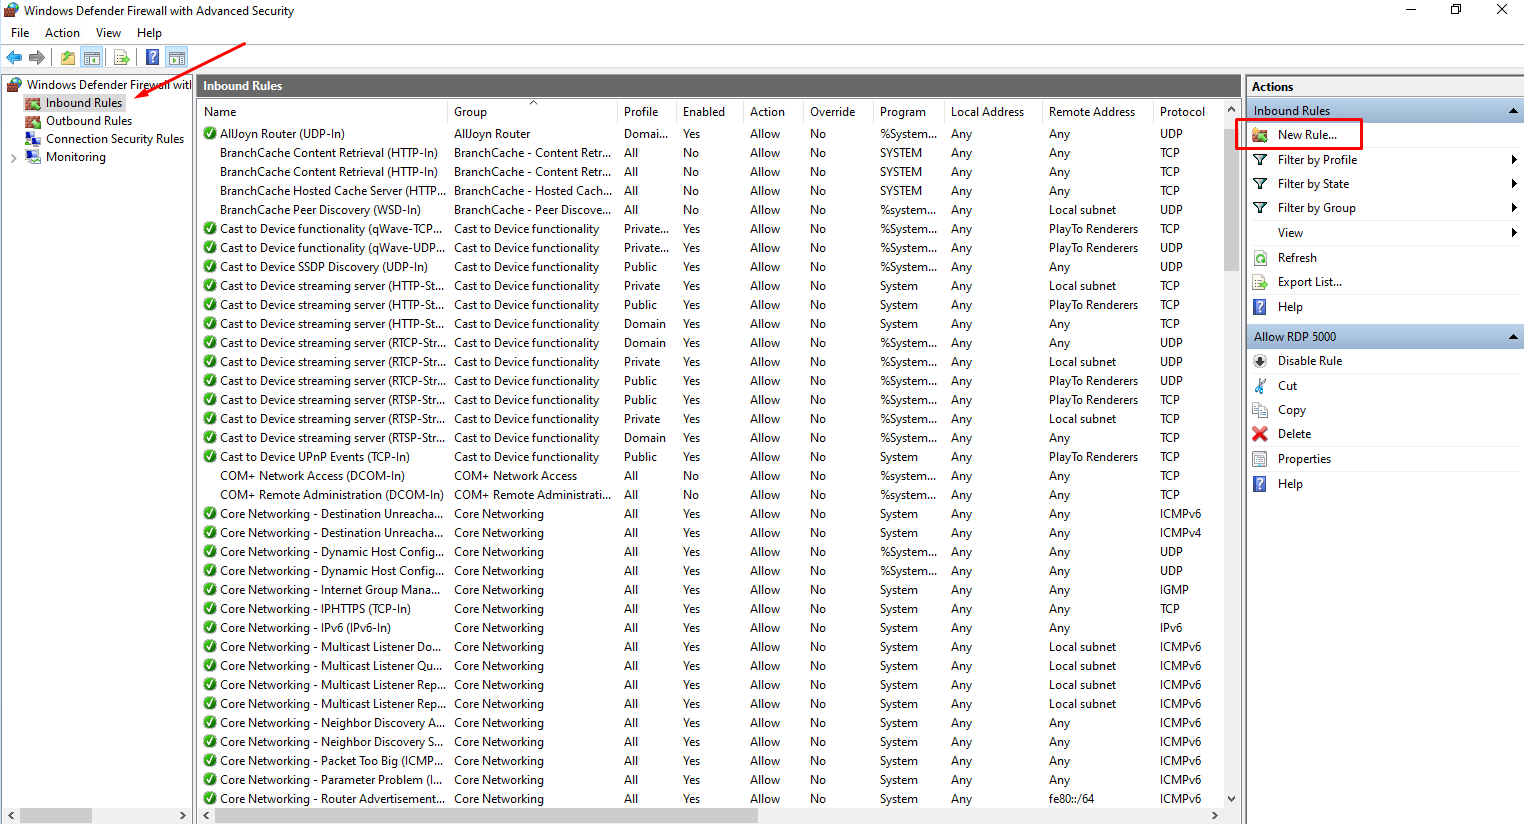 Windows Defender Firewall with Advanced Security
File Action View Help
Windows Defender Firewall witl
Inbound Rules
Outbound Rules
Connection Security Rules
Monitoring
Inbound Rules
Name Group Profile Enabled Action Override Program Local Address Remote Address Protocol
AllJoyn Router (UDP-In) AllJoyn Router Domai... Yes Allow No %System... Any Any UDP
BranchCache Content Retrieval (HTTP-In) BranchCache - Content Retr... All No Allow No SYSTEM Any Any TCP
BranchCache Content Retrieval (HTTP-In) BranchCache - Content Retr... All No Allow No SYSTEM Any Any TCP
BranchCache Hosted Cache Server (HTTP... BranchCache - Hosted Cach... All No Allow No SYSTEM Any Any TCP
BranchCache Peer Discovery (WSD-In) BranchCache - Peer Discove... All No Allow No %system... Any Local subnet UDP
Cast to Device functionality (qWave-TCP... Cast to Device functionality Private... Yes Allow No %System... Any PlayTo Renderers TCP
Cast to Device functionality (qWave-UDP... Cast to Device functionality Private... Yes Allow No %System... Any PlayTo Renderers UDP
Cast to Device SSDP Discovery (UDP-In) Cast to Device functionality Public Yes Allow No %System... Any Any UDP
Cast to Device streaming server (HTTP-St... Cast to Device functionality Private Yes Allow No System Any Local subnet TCP
Cast to Device streaming server (HTTP-St... Cast to Device functionality Public Yes Allow No System Any PlayTo Renderers TCP
Cast to Device streaming server (HTTP-St... Cast to Device functionality Domain Yes Allow No System Any Any TCP
Cast to Device streaming server (RTCP-Str... Cast to Device functionality Domain Yes Allow No %System... Any Any UDP
Cast to Device streaming server (RTCP-Str... Cast to Device functionality Private Yes Allow No %System... Any Local subnet UDP
Cast to Device streaming server (RTCP-Str... Cast to Device functionality Public Yes Allow No %System... Any PlayTo Renderers UDP
Cast to Device streaming server (RTSP-Str... Cast to Device functionality Public Yes Allow No %System... Any PlayTo Renderers TCP
Cast to Device streaming server (RTSP-Str... Cast to Device functionality Private Yes Allow No %System... Any Local subnet TCP
Cast to Device streaming server (RTSP-Str... Cast to Device functionality Domain Yes Allow No %System... Any Any TCP
Cast to Device UPnP Events (TCP-In) Cast to Device functionality Public Yes Allow No System Any PlayTo Renderers TCP
COM+ Network Access (DCOM-In) COM+ Network Access All No Allow No %system... Any Any TCP
COM+ Remote Administration (DCOM-In) COM+ Remote Administrati... All No Allow No %system... Any Any TCP
Core Networking - Destination Unreacha... Core Networking All Yes Allow No System Any Any ICMPv6
Core Networking - Destination Unreacha... Core Networking All Yes Allow No System Any Any ICMPv4
Core Networking - Dynamic Host Config... Core Networking All Yes Allow No %System... Any Any UDP
Core Networking - Dynamic Host Config... Core Networking All Yes Allow No %System... Any Any UDP
Core Networking - Internet Group Mana... Core Networking All Yes Allow No System Any Any IGMP
Core Networking - IPHTTPS (TCP-In) Core Networking All Yes Allow No System Any Any TCP
Core Networking - IPv6 (IPv6-In) Core Networking All Yes Allow No System Any Any IPv6
Core Networking - Multicast Listener Do... Core Networking All Yes Allow No System Any Local subnet ICMPv6
Core Networking - Multicast Listener Qu... Core Networking All Yes Allow No System Any Local subnet ICMPv6
Core Networking - Multicast Listener Rep... Core Networking All Yes Allow No System Any Local subnet ICMPv6
Core Networking - Multicast Listener Rep... Core Networking All Yes Allow No System Any Local subnet ICMPv6
Core Networking - Neighbor Discovery A... Core Networking All Yes Allow No System Any Any ICMPv6
Core Networking - Neighbor Discovery S... Core Networking All Yes Allow No System Any Any ICMPv6
Core Networking - Packet Too Big (ICMP... Core Networking All Yes Allow No System Any Any ICMPv6
Core Networking - Parameter Problem (I... Core Networking All Yes Allow No System Any Any ICMPv6
Core Networking - Router Advertisement... Core Networking All Yes Allow No System Any fe80::/64 ICMPv6
Actions
Inbound Rules
New Rule...
Filter by Profile
Filter by State
Filter by Group
View
Refresh
Export List...
Help
Allow RDP 5000
Disable Rule
Cut
Copy
Delete
Properties
Help